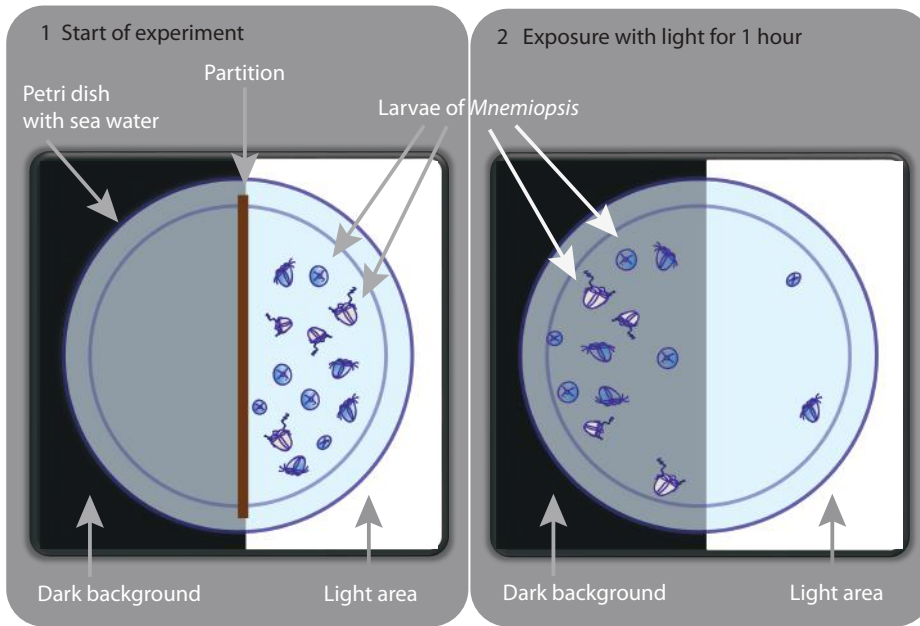 1 Start of experiment
Partition
Petri dish
with sea water
Larvae of Mnemiopsis
Dark background
Light area
2 Exposure with light for 1 hour
Dark background
Light area